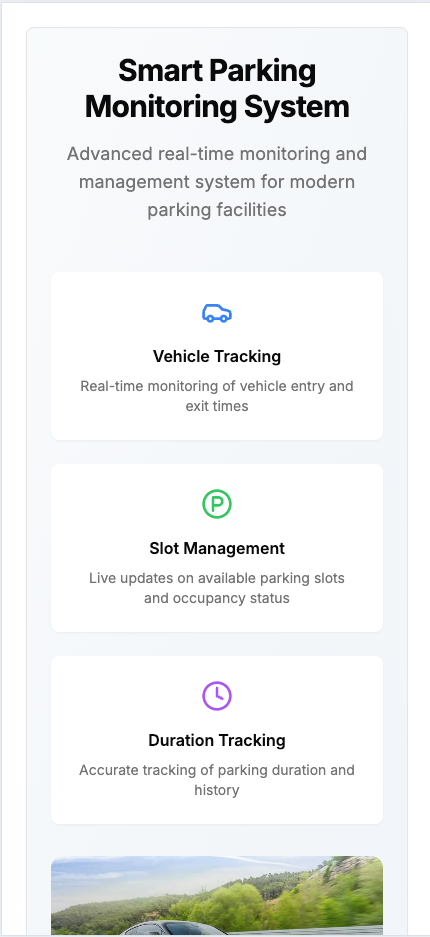 Smart Parking
Monitoring System
Advanced real-time monitoring and
management system for modern
parking facilities
Vehicle Tracking
Real-time monitoring of vehicle entry and
exit times
P
Slot Management
Live updates on available parking slots
and occupancy status
Duration Tracking
Accurate tracking of parking duration and
history